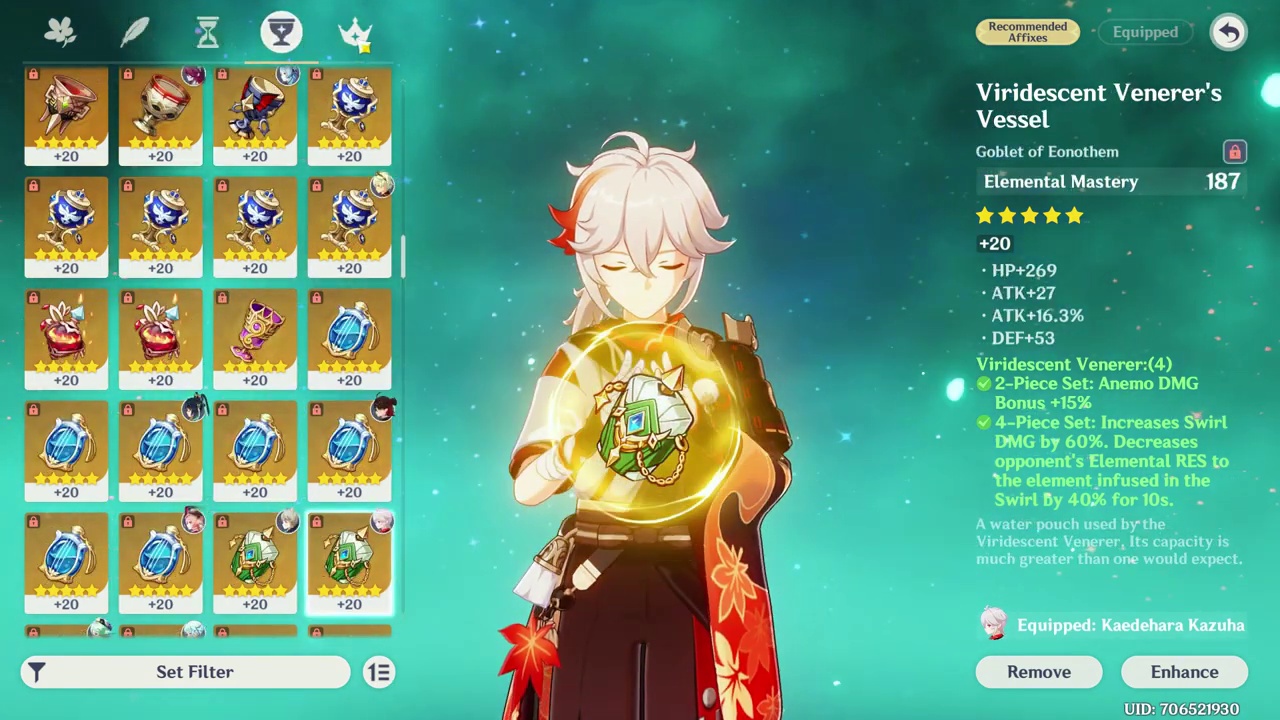 Recommended
Affixes
Equipped
Viridescent Venerer's
Vessel
Goblet of Eonothem
Elemental Mastery 187
+20
· HP+269
· ATK+27
· ATK+16.3%
· DEF+53
Viridescent Venerer:(4)
2-Piece Set: Anemo DMG
Bonus +15%
4-Piece Set: Increases Swirl
DMG by 60%. Decreases
opponent's Elemental RES to
the element infused in the
Swirl by 40% for 10s.
A water pouch used by the
Viridescent Venerer. Its capacity is
much greater than one would expect.
Equipped: Kaedehara Kazuha
Remove Enhance
UID: 706521930
+20 +20 +20 +20
+20 +20 +20 +20
+20 +20 +20 +20
+20 +20 +20 +20
+20 +20 +20 +20
Set Filter